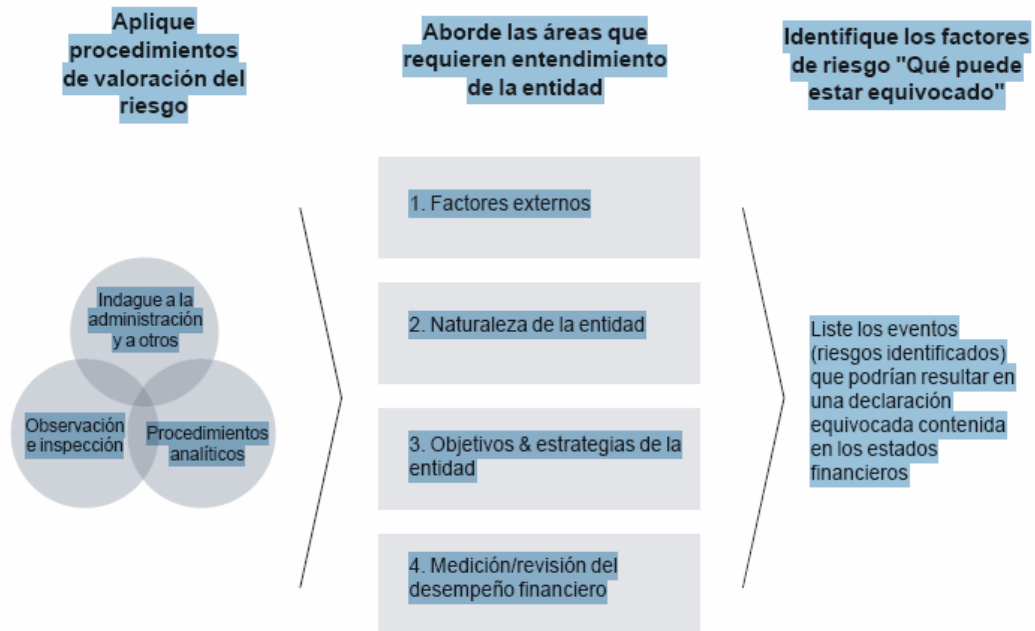 Aplique
procedimientos
de valoración del
riesgo
Aborde las áreas que
requieren entendimiento
de la entidad
Identifique los factores
de riesgo "Qué puede
estar equivocado"
Indague a la
administración
y a otros
Observación
e inspección
Procedimientos
analíticos
1. Factores externos
2. Naturaleza de la entidad
3. Objetivos & estrategias de la
entidad
4. Medición/revisión del
desempeño financiero
Liste los eventos
(riesgos identificados)
que podrían resultar en
una declaración
equivocada contenida
en los estados
financieros